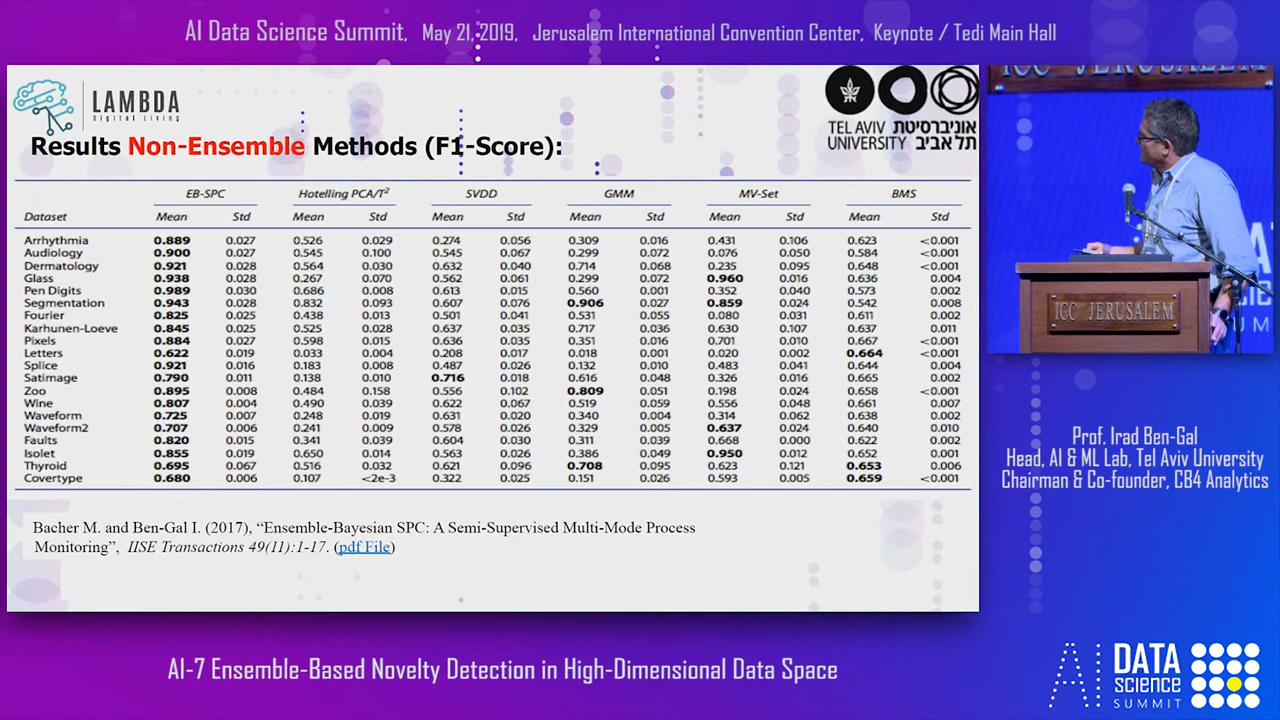 AI Data Science Summit, May 21, 2019, Jerusalem International Convention Center, Keynote / Tedi Main Hall
LAMBDA
Digital Living
TEL AVIV UNIVERSITY
אוניברסיטת תל אביב
Results Non-Ensemble Methods (F1-Score):
EB-SPC Hotelling PCA/T² SVDD GMM MV-Set BMS
Dataset Mean Std Mean Std Mean Std Mean Std Mean Std Mean Std
Arrhythmia 0.889 0.027 0.526 0.029 0.274 0.056 0.309 0.016 0.431 0.106 0.623 <0.001
Audiology 0.900 0.027 0.545 0.100 0.545 0.067 0.299 0.072 0.076 0.050 0.584 <0.001
Dermatology 0.921 0.028 0.564 0.030 0.632 0.040 0.714 0.068 0.235 0.095 0.648 <0.001
Glass 0.938 0.028 0.267 0.070 0.562 0.061 0.299 0.072 0.960 0.016 0.636 0.004
Pen Digits 0.989 0.030 0.686 0.008 0.613 0.015 0.560 0.001 0.352 0.040 0.573 0.002
Segmentation 0.943 0.028 0.832 0.093 0.607 0.076 0.906 0.027 0.859 0.024 0.542 0.008
Fourier 0.825 0.025 0.438 0.013 0.501 0.041 0.531 0.055 0.080 0.031 0.611 0.002
Karhunen-Loeve 0.845 0.025 0.525 0.028 0.637 0.035 0.717 0.036 0.630 0.107 0.637 0.011
Pixels 0.884 0.027 0.598 0.015 0.636 0.035 0.351 0.016 0.701 0.010 0.667 <0.001
Letters 0.622 0.019 0.033 0.004 0.208 0.017 0.018 0.001 0.020 0.002 0.664 <0.001
Splice 0.921 0.016 0.183 0.008 0.487 0.026 0.132 0.010 0.483 0.041 0.644 0.004
Satimage 0.790 0.011 0.138 0.010 0.716 0.018 0.616 0.048 0.326 0.016 0.665 0.002
Zoo 0.895 0.008 0.484 0.158 0.556 0.102 0.809 0.051 0.198 0.024 0.658 <0.001
Wine 0.807 0.004 0.490 0.039 0.622 0.067 0.519 0.059 0.556 0.048 0.661 0.007
Waveform 0.725 0.007 0.248 0.019 0.631 0.020 0.340 0.004 0.314 0.062 0.638 0.002
Waveform2 0.707 0.006 0.241 0.009 0.578 0.026 0.329 0.005 0.637 0.024 0.640 0.010
Faults 0.820 0.015 0.341 0.039 0.604 0.030 0.311 0.039 0.668 0.000 0.622 0.002
Isolet 0.855 0.019 0.650 0.014 0.563 0.026 0.386 0.049 0.950 0.012 0.652 0.001
Thyroid 0.695 0.067 0.516 0.032 0.621 0.096 0.708 0.095 0.623 0.121 0.653 0.006
Covertype 0.680 0.006 0.107 <2e-3 0.322 0.025 0.151 0.026 0.593 0.005 0.659 <0.001
Bacher M. and Ben-Gal I. (2017), “Ensemble-Bayesian SPC: A Semi-Supervised Multi-Mode Process
Monitoring”, IISE Transactions 49(11):1-17. (pdf File)
ICC JERUSALEM
ICC JERUSALEM
Prof. Irad Ben-Gal
Head, AI & ML Lab, Tel Aviv University
Chairman & Co-founder, CB4 Analytics
AI-7 Ensemble-Based Novelty Detection in High-Dimensional Data Space
AI DATA
SCIENCE
SUMMIT